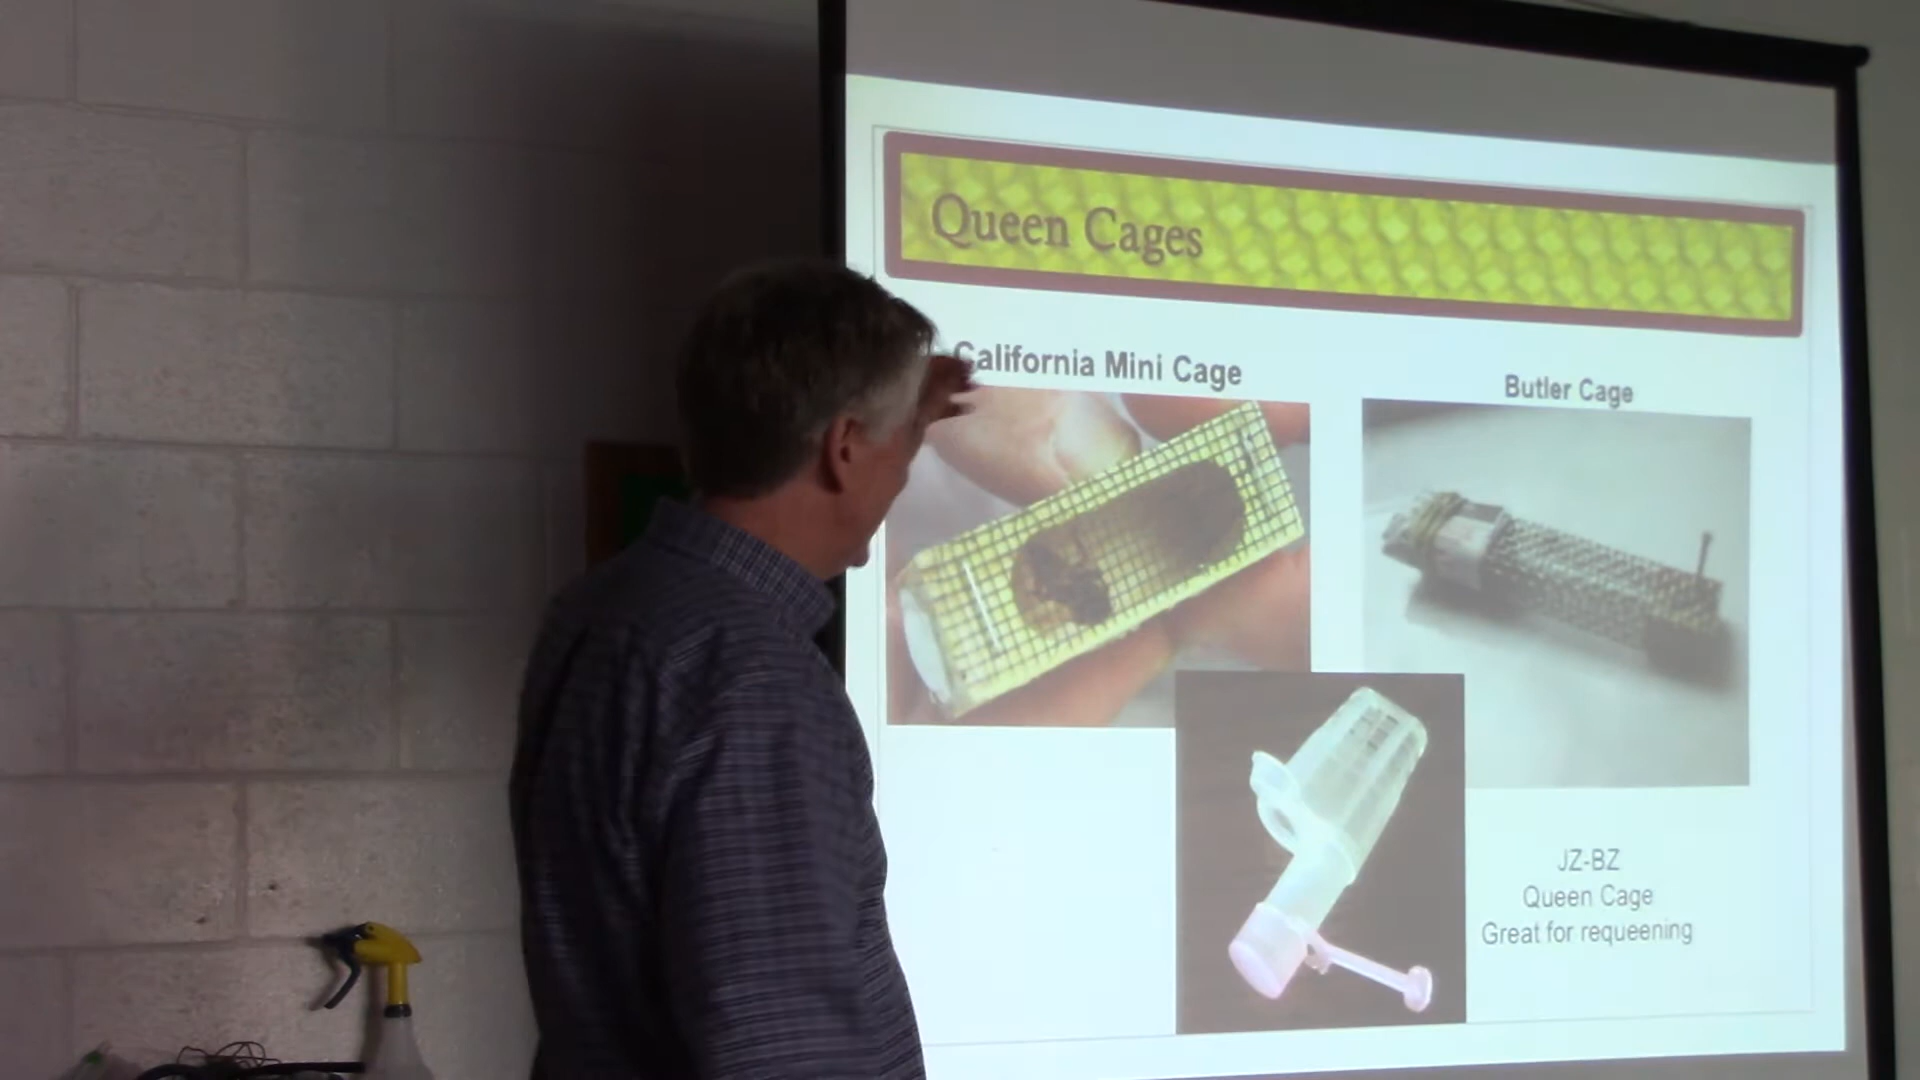 Queen Cages
California Mini Cage
Butler Cage
JZ-BZ
Queen Cage
Great for requeening